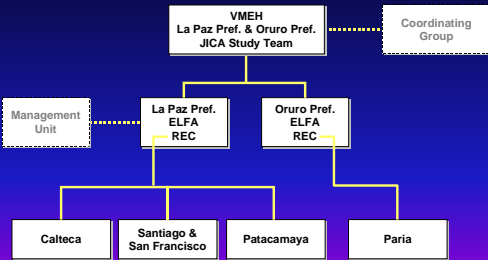 VMEH
La Paz Pref. & Oruro Pref.
JICA Study Team
Coordinating
Group
Management
Unit
La Paz Pref.
ELFA
REC
Oruro Pref.
ELFA
REC
Calteca
Santiago &
San Francisco
Patacamaya
Paria